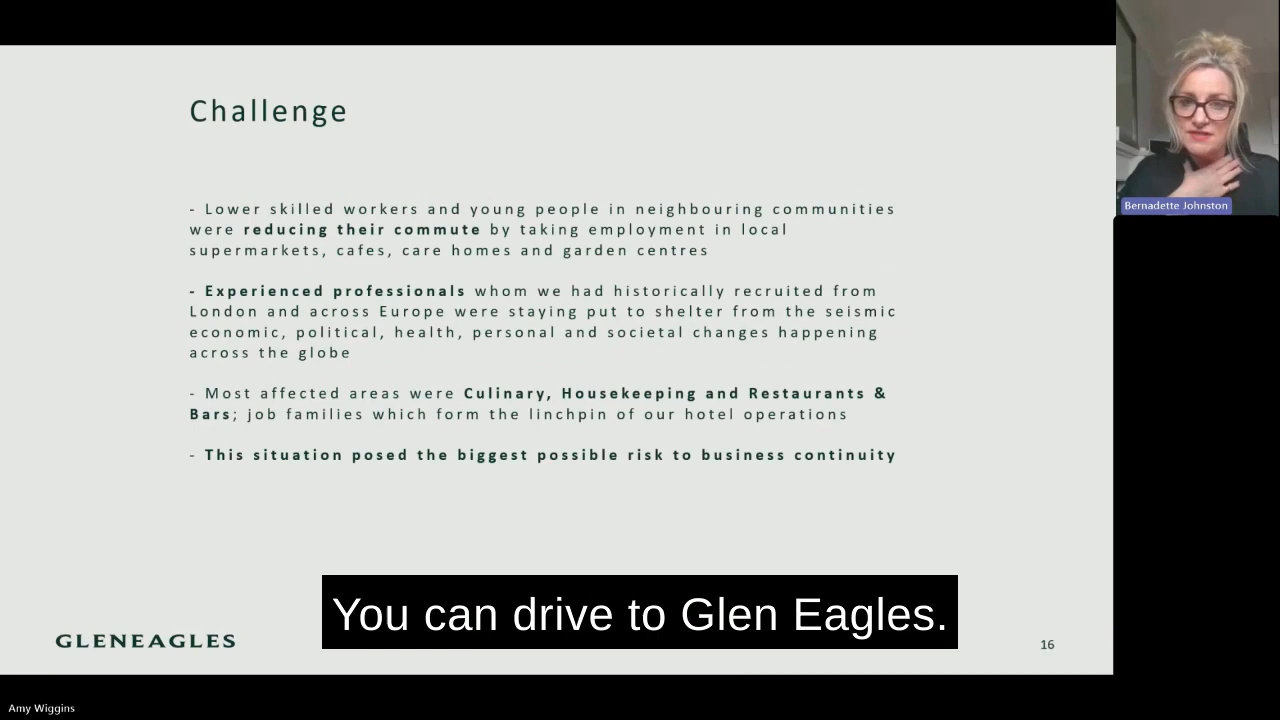 Challenge
- Lower skilled workers and young people in neighbouring communities
were reducing their commute by taking employment in local
supermarkets, cafes, care homes and garden centres
- Experienced professionals whom we had historically recruited from
London and across Europe were staying put to shelter from the seismic
economic, political, health, personal and societal changes happening
across the globe
- Most affected areas were Culinary, Housekeeping and Restaurants &
Bars; job families which form the linchpin of our hotel operations
- This situation posed the biggest possible risk to business continuity
You can drive to Glen Eagles.
GLENEAGLES
16
Bernadette Johnston
Amy Wiggins